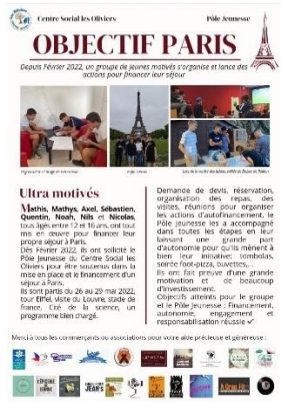 Centre Social les Oliviers
Pôle Jeunesse
OBJECTIF PARIS
Depuis Février 2022, un groupe de jeunes motivés s'organise et lance des
actions pour financer leur séjour
Ultra motivés
Mathis, Mathys, Axel, Sébastien,
Quentin, Noah, Nils et Nicolas,
tous âgés entre 12 et 16 ans, ont tout
mis en œuvre pour financer leur
propre séjour à Paris.
Dès Février 2022, ils ont sollicité le
Pôle Jeunesse du Centre Social les
Oliviers pour être soutenus dans la
mise en place et le financement d'un
séjour à Paris.
Ils sont partis du 26 au 29 mai 2022,
tour Eiffel, visite du Louvre, stade de
france, Cité de la science, un
programme bien chargé.
Demande de devis, réservation,
organisation des repas, des
visites, réunions pour organiser
les actions d'autofinancement, le
Pôle jeunesse les a accompagné
dans toutes les étapes en leur
laissant une grande part
d'autonomie pour qu'ils mènent à
bien leur initiative: tombolas,
soirée foot-pizza, buvettes,...
Ils ont fait preuve d'une grande
motivation et de beaucoup
d'investissement.
Objectifs atteints pour le groupe
et le Pôle Jeunesse : Financement,
autonomie, engagement et
responsabilisation réussie ✓
Merci à tous les commerçants ou associations pour votre aide précieuse et généreuse :